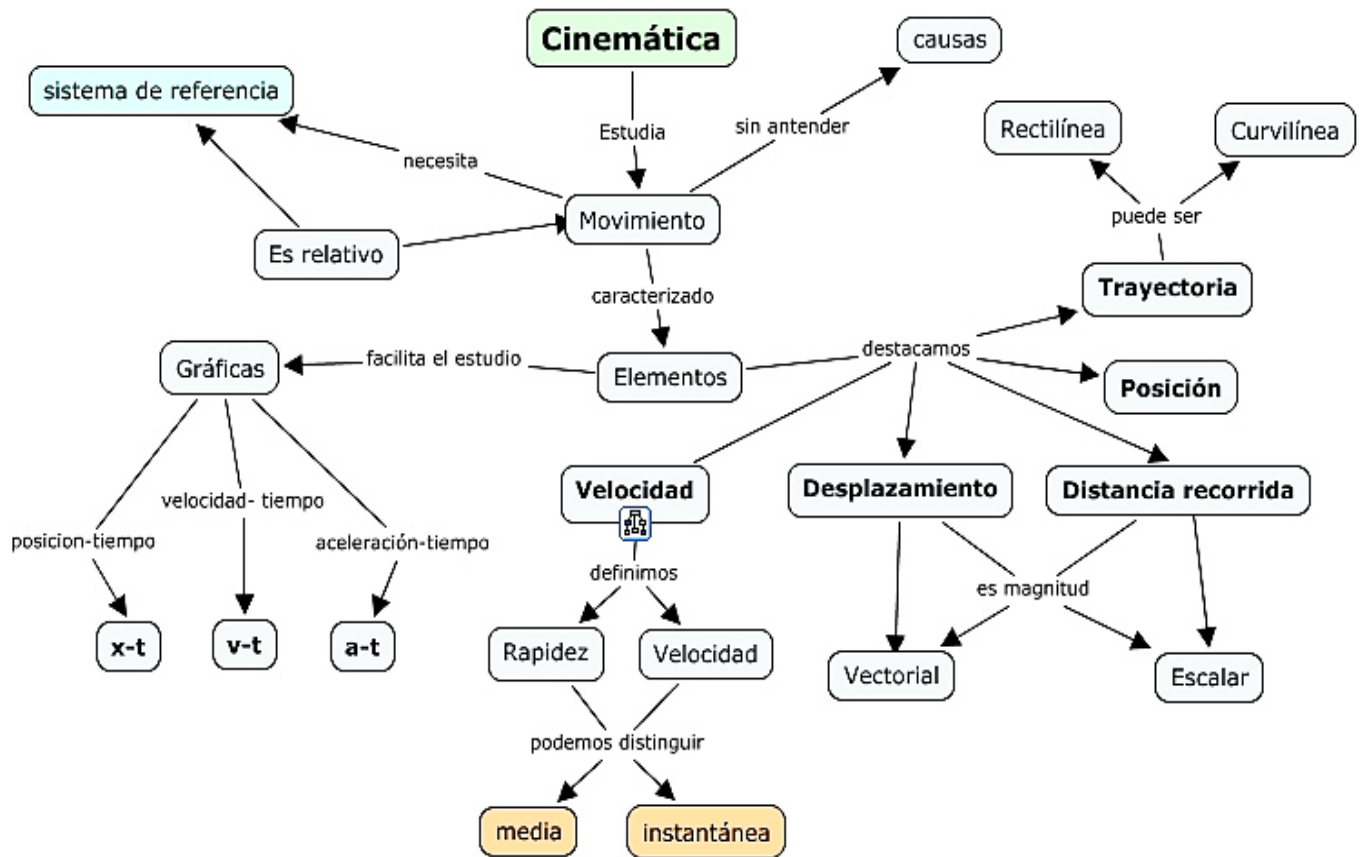 Cinemática
causas
sistema de referencia
Estudia
sin antender
necesita
Rectilínea
Curvilínea
Movimiento
puede ser
Es relativo
caracterizado
Trayectoria
Gráficas
facilita el estudio
Elementos
destacamos
Posición
Velocidad
Desplazamiento
Distancia recorrida
velocidad- tiempo
posicion-tiempo
aceleración-tiempo
definimos
es magnitud
x-t
v-t
a-t
Rapidez
Velocidad
Vectorial
Escalar
podemos distinguir
media
instantánea